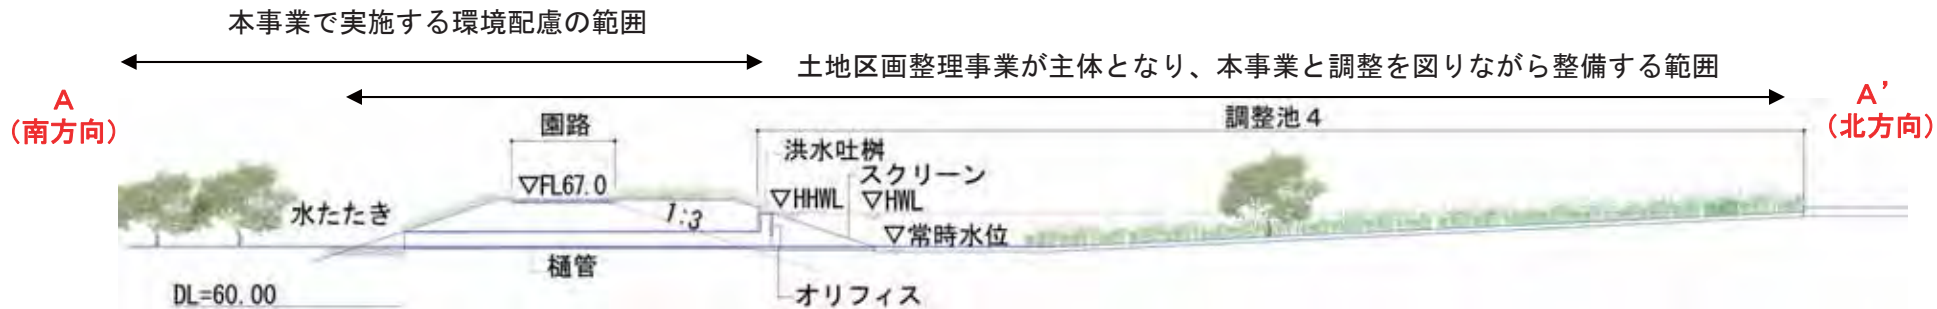 本事業で実施する環境配慮の範囲
土地区画整理事業が主体となり、本事業と調整を図りながら整備する範囲
A
（南方向）
A’
（北方向）
園路
調整池４
洪水吐桝
スクリーン
▽FL67.0
▽HHWL
▽HWL
水たたき
1:3
▽常時水位
樋管
DL=60.00
オリフィス